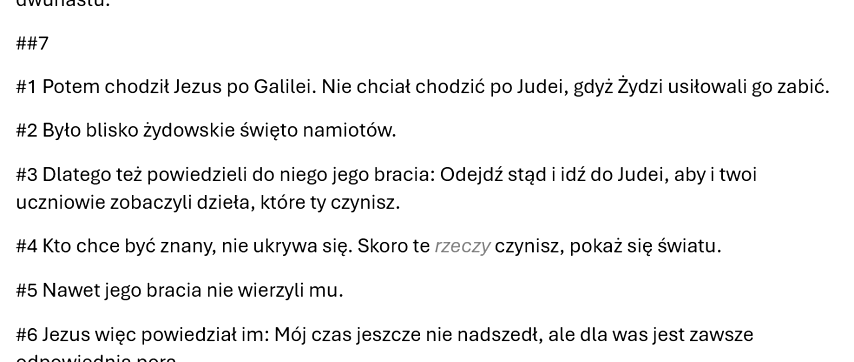 dwunastu.
##7
#1 Potem chodził Jezus po Galilei. Nie chciał chodzić po Judei, gdyż Żydzi usiłowali go zabić.
#2 Było blisko żydowskie święto namiotów.
#3 Dlatego też powiedzieli do niego jego bracia: Odejdź stąd i idź do Judei, aby i twoi
uczniowie zobaczyli dzieła, które ty czynisz.
#4 Kto chce być znany, nie ukrywa się. Skoro te rzeczy czynisz, pokaż się światu.
#5 Nawet jego bracia nie wierzyli mu.
#6 Jezus więc powiedział im: Mój czas jeszcze nie nadszedł, ale dla was jest zawsze
odpowiednia pora.